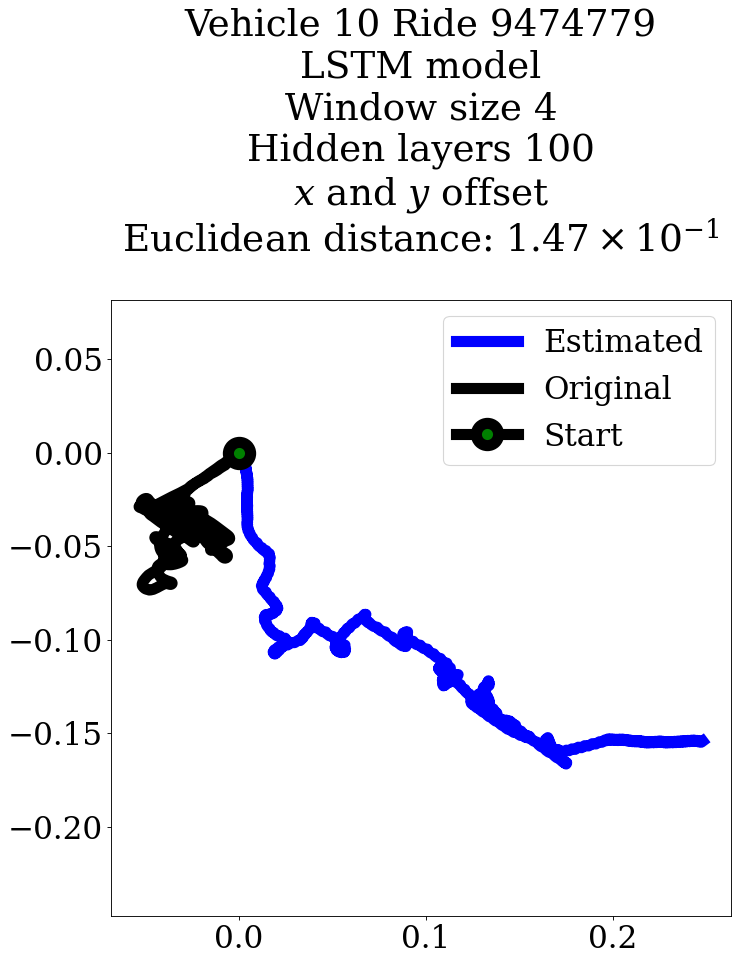 Vehicle 10 Ride 9474779
LSTM model
Window size 4
Hidden layers 100
x and y offset
Euclidean distance: 1.47 × 10⁻¹
Estimated
Original
Start
0.05
0.00
−0.05
−0.10
−0.15
−0.20
0.0 0.1 0.2